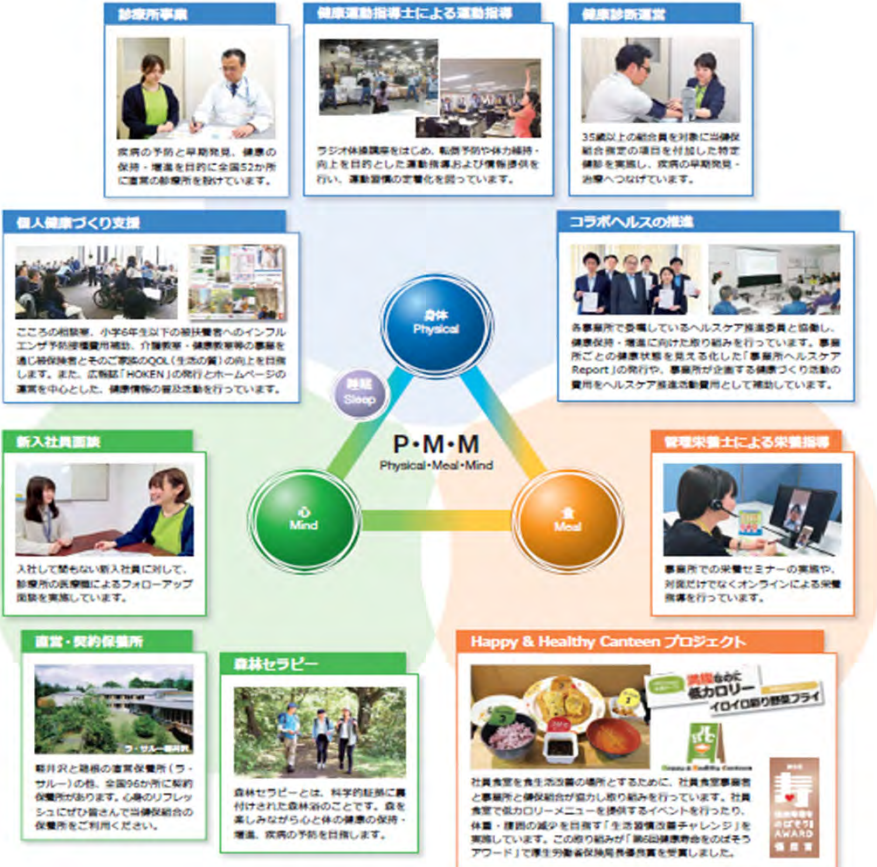 診療所事業
疾病の予防と早期発見、健康の
保持・増進を目的に全国52か所
に直営の診療所を設けています。
健康運動指導士による運動指導
ラジオ体操講座をはじめ、転倒予防や体力維持・
向上を目的とした運動指導および情報提供を
行い、運動習慣の定着化を図っています。
健康診断運営
35歳以上の組合員を対象に当健保
組合指定の項目を付加した特定
健診を実施し、疾病の早期発見・
治療へつなげています。
個人健康づくり支援
こころの相談室、小学6年生以下の被扶養者へのインフル
エンザ予防接種費用補助、介護教室・健康教室等の事業を
通じ被保険者とそのご家族のQOL(生活の質)の向上を目指
します。また、広報誌「HOKEN」の発行とホームページの
運営を中心とした、健康情報の普及活動を行っています。
コラボヘルスの推進
各事業所で委嘱しているヘルスケア推進委員と協働し、
健康保持・増進に向けた取り組みを行っています。事業
所ごとの健康状態を見える化した「事業所ヘルスケア
Report」の発行や、事業所が企画する健康づくり活動の
費用をヘルスケア推進活動費用として補助しています。
身体
Physical
睡眠
Sleep
P・M・M
Physical・Meal・Mind
心
Mind
食
Meal
新入社員面談
入社して間もない新入社員に対して、
診療所の医療職によるフォローアップ
面談を実施しています。
管理栄養士による栄養指導
事業所での栄養セミナーの実施や、
対面だけでなくオンラインによる栄養
指導を行っています。
直営・契約保養所
ラ・サルー軽井沢
軽井沢と箱根の直営保養所(ラ・
サルー)の他、全国96か所に契約
保養所があります。心身のリフレッ
シュにぜひ皆さんで当健保組合の
保養所をご利用ください。
森林セラピー
森林セラピーとは、科学的証拠に裏
付けされた森林浴のことです。森を
楽しみながら心と体の健康の保持・
増進、疾病の予防を目指します。
Happy & Healthy Canteen プロジェクト
満腹なのに
低カロリー
イロイロ彩り野菜フライ
Happy & Healthy Canteen
社員食堂を食生活改善の場所とするために、社員食堂事業者
と事業所と健保組合が協力し取り組みを行っています。社員
食堂で低カロリーメニューを提供するイベントを行ったり、
体重・腹囲の減少を目指す「生活習慣改善チャレンジ」を
実施しています。この取り組みが「第6回健康寿命をのばそう
アワード」で厚生労働省保険局長優良賞を受賞しました。
寿
健康寿命を
のばそう!
AWARD
優良賞